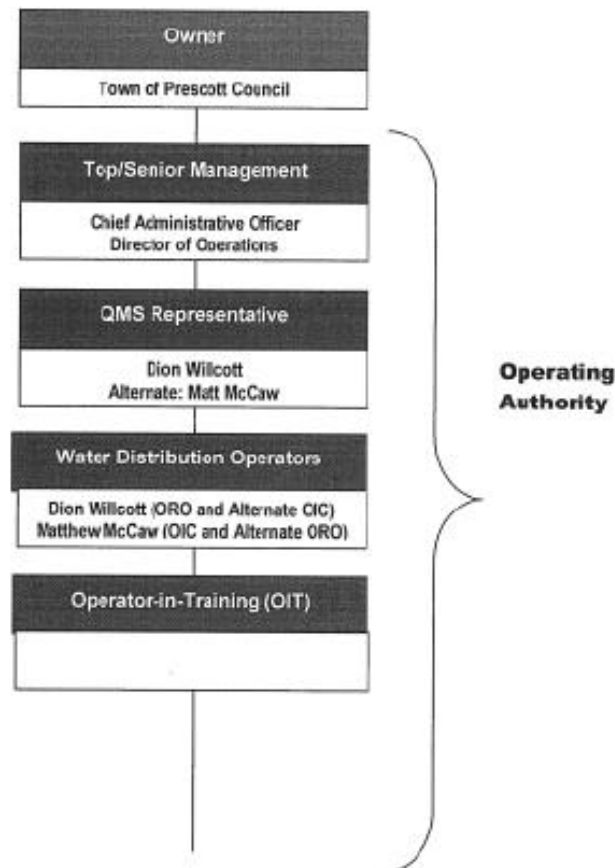 Owner
Town of Prescott Council
Top/Senior Management
Chief Administrative Officer
Director of Operations
QMS Representative
Dion Willcott
Alternate: Matt McCaw
Operating
Authority
Water Distribution Operators
Dion Willcott (ORO and Alternate OIC)
Matthew McCaw (OIC and Alternate ORO)
Operator-in-Training (OIT)